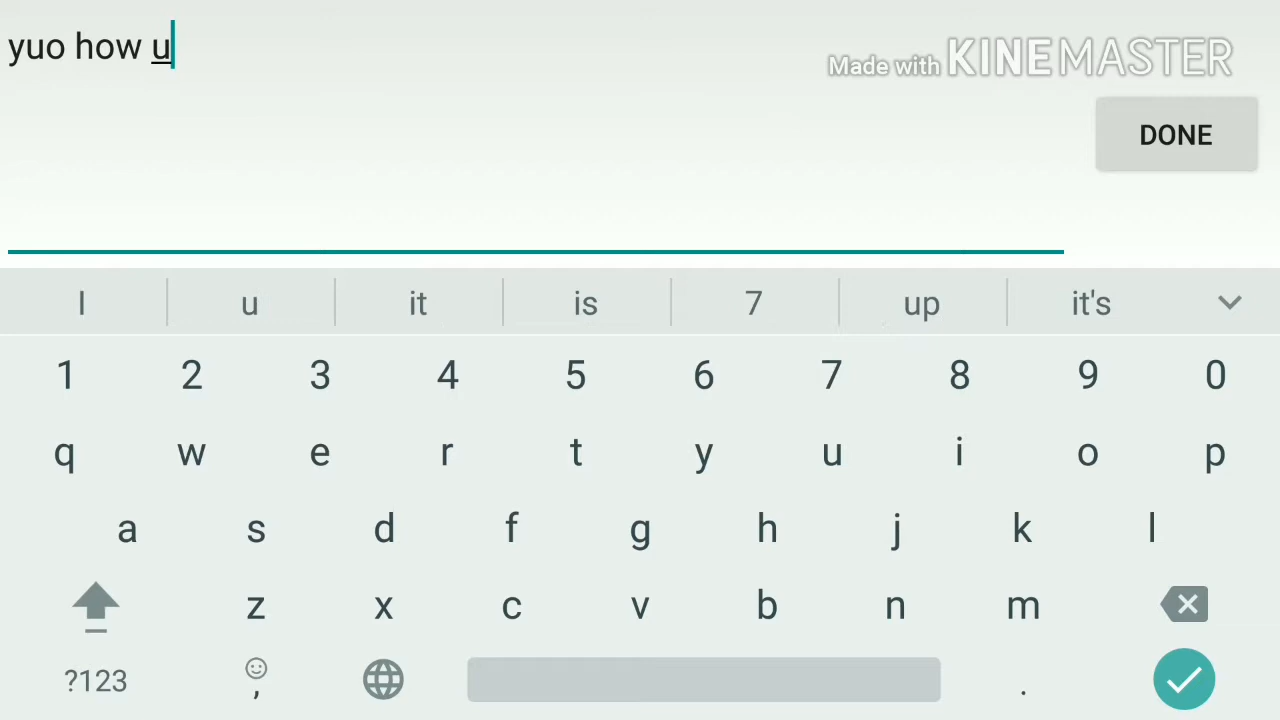 yuo how u
Made with KINEMASTER
DONE
I u it is 7 up it's
1 2 3 4 5 6 7 8 9 0
q w e r t y u i o p
a s d f g h j k l
z x c v b n m
?123 , .